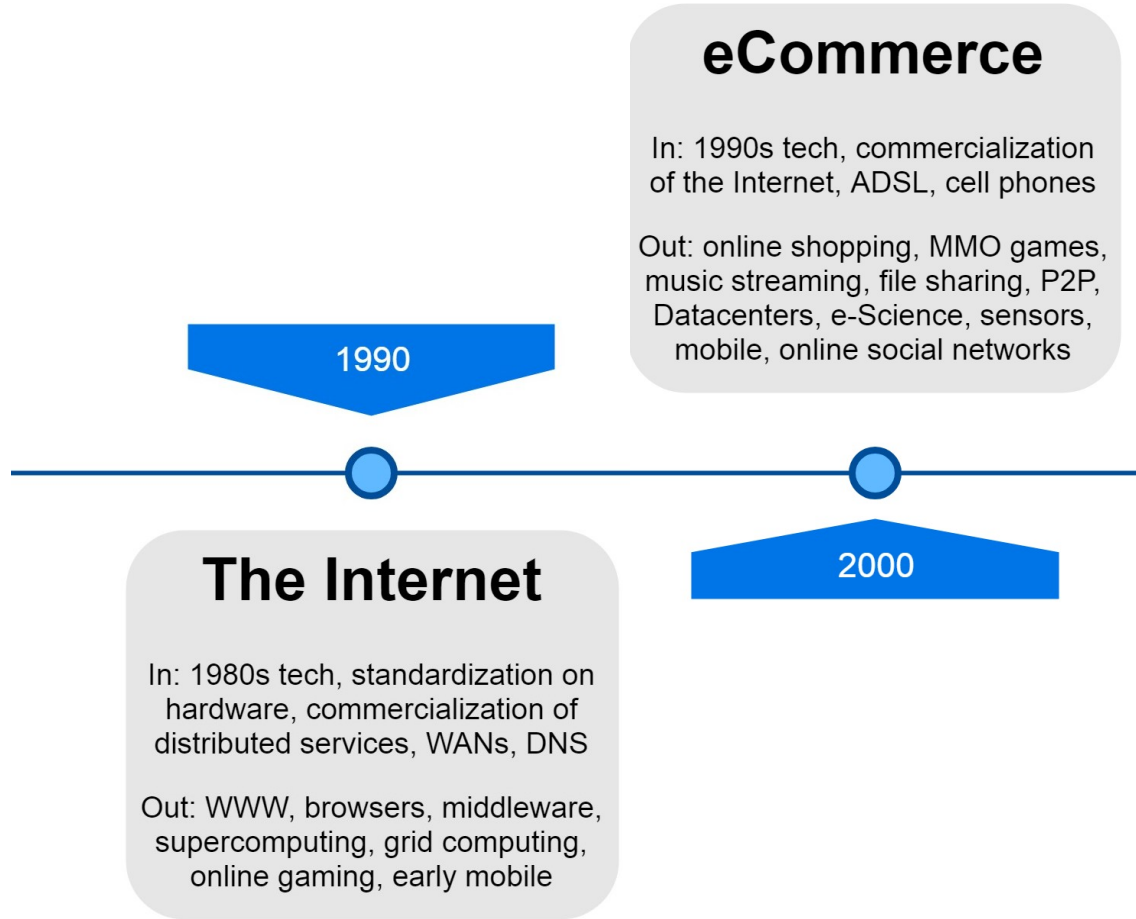 eCommerce
In: 1990s tech, commercialization
of the Internet, ADSL, cell phones
Out: online shopping, MMO games,
music streaming, file sharing, P2P,
Datacenters, e-Science, sensors,
mobile, online social networks
1990
2000
The Internet
In: 1980s tech, standardization on
hardware, commercialization of
distributed services, WANs, DNS
Out: WWW, browsers, middleware,
supercomputing, grid computing,
online gaming, early mobile